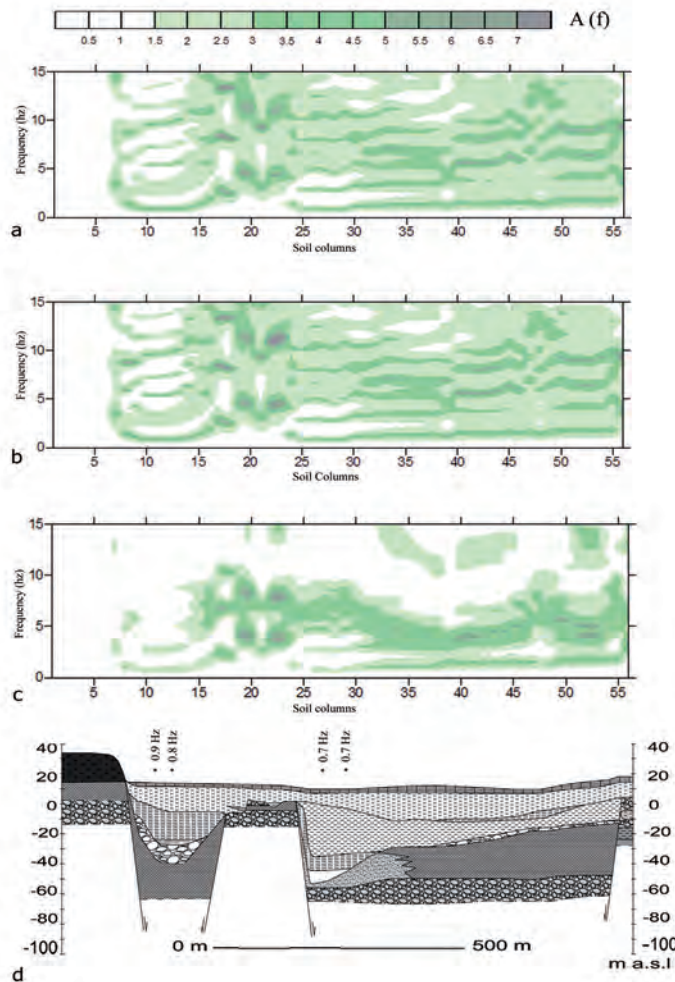 A (f)
0.5 1 1.5 2 2.5 3 3.5 4 4.5 5 5.5 6 6.5 7
15
10
5
0
Frequency (hz)
5 10 15 20 25 30 35 40 45 50 55
Soil columns
a
15
10
5
0
Frequency (hz)
5 10 15 20 25 30 35 40 45 50 55
Soil Columns
b
15
10
5
0
Frequency (hz)
5 10 15 20 25 30 35 40 45 50 55
Soil columns
c
• 0.9 Hz
• 0.8 Hz
• 0.7 Hz
• 0.7 Hz
40 40
20 20
0 0
-20 -20
-40 -40
-60 -60
-80 -80
-100 -100
0 m 500 m
m a.s.l
d